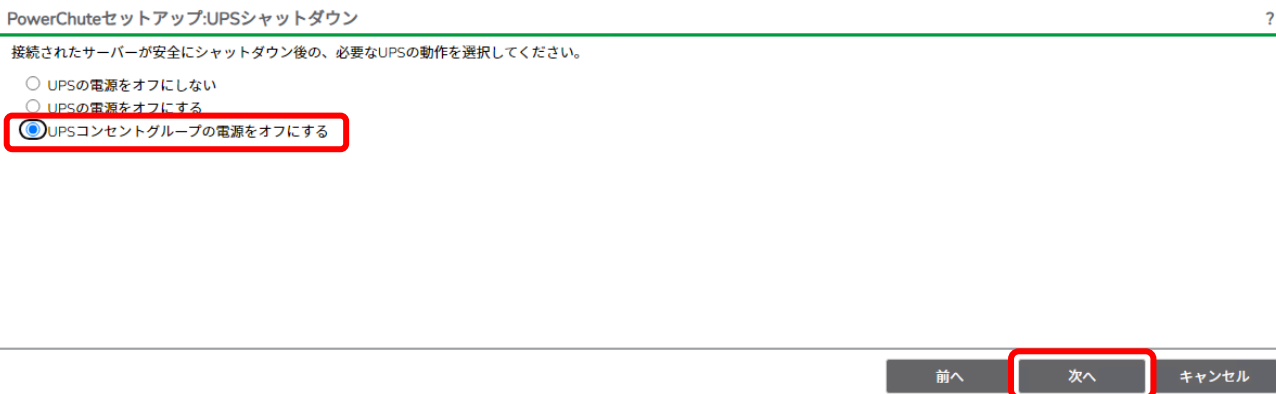 PowerChuteセットアップ:UPSシャットダウン ?
接続されたサーバーが安全にシャットダウン後の、必要なUPSの動作を選択してください。
UPSの電源をオフにしない
UPSの電源をオフにする
UPSコンセントグループの電源をオフにする
前へ 次へ キャンセル